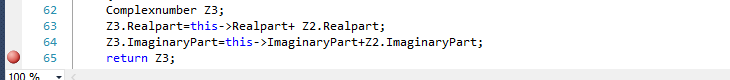 62 Complexnumber Z3;
63 Z3.Realpart=this->Realpart+ Z2.Realpart;
64 Z3.ImaginaryPart=this->ImaginaryPart+Z2.ImaginaryPart;
65 return Z3;
100 %